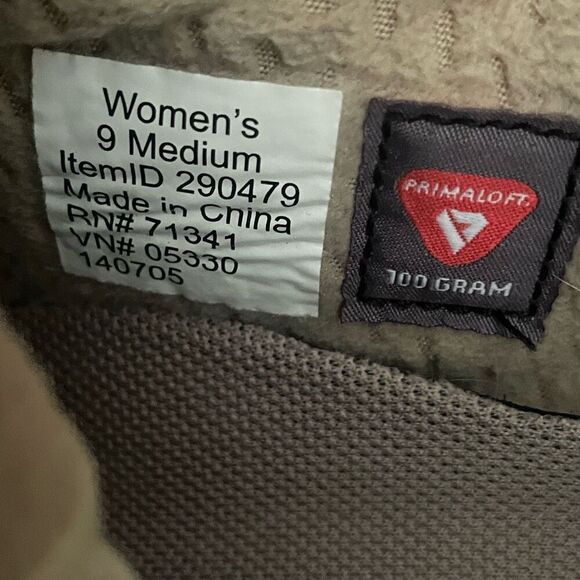 Women's
9 Medium
ItemID 290479
Made in China
RN# 71341
VN# 05330
140705
PRIMALOFT
100 GRAM